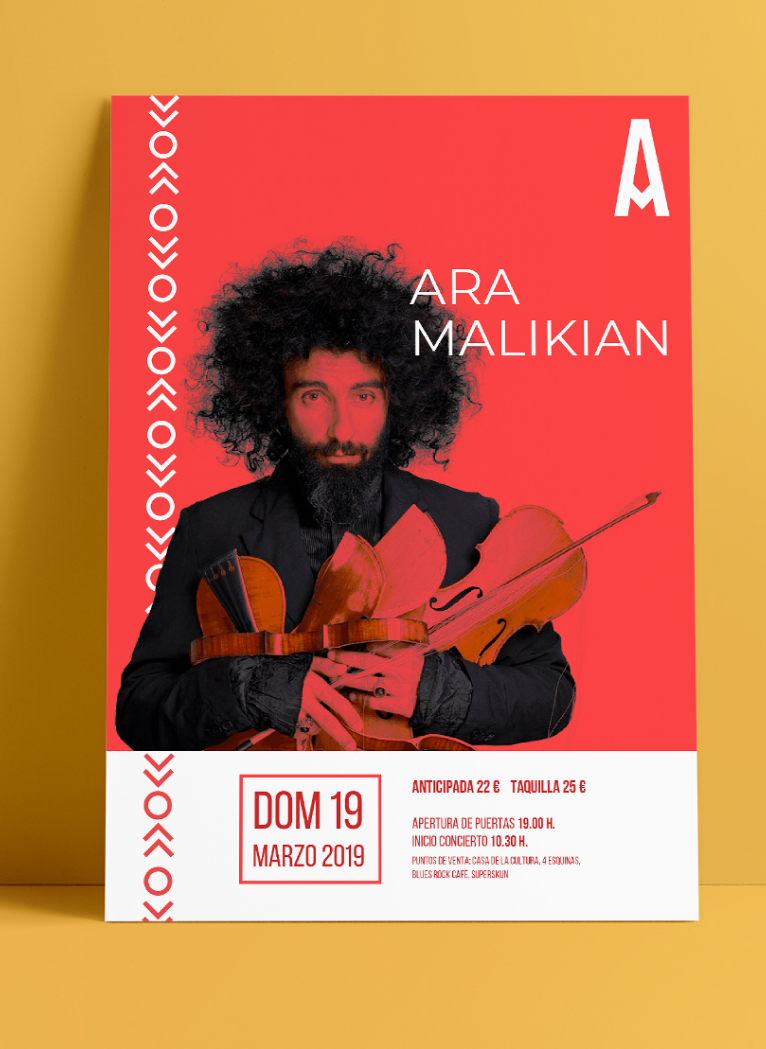 A
ARA
MALIKIAN
DOM 19
MARZO 2019
ANTICIPADA 22 € TAQUILLA 25 €
APERTURA DE PUERTAS 19.00 H.
INICIO CONCIERTO 10.30 H.
PUNTOS DE VENTA: CASA DE LA CULTURA, 4 ESQUINAS,
BLUES ROCK CAFE, SUPERSKUN